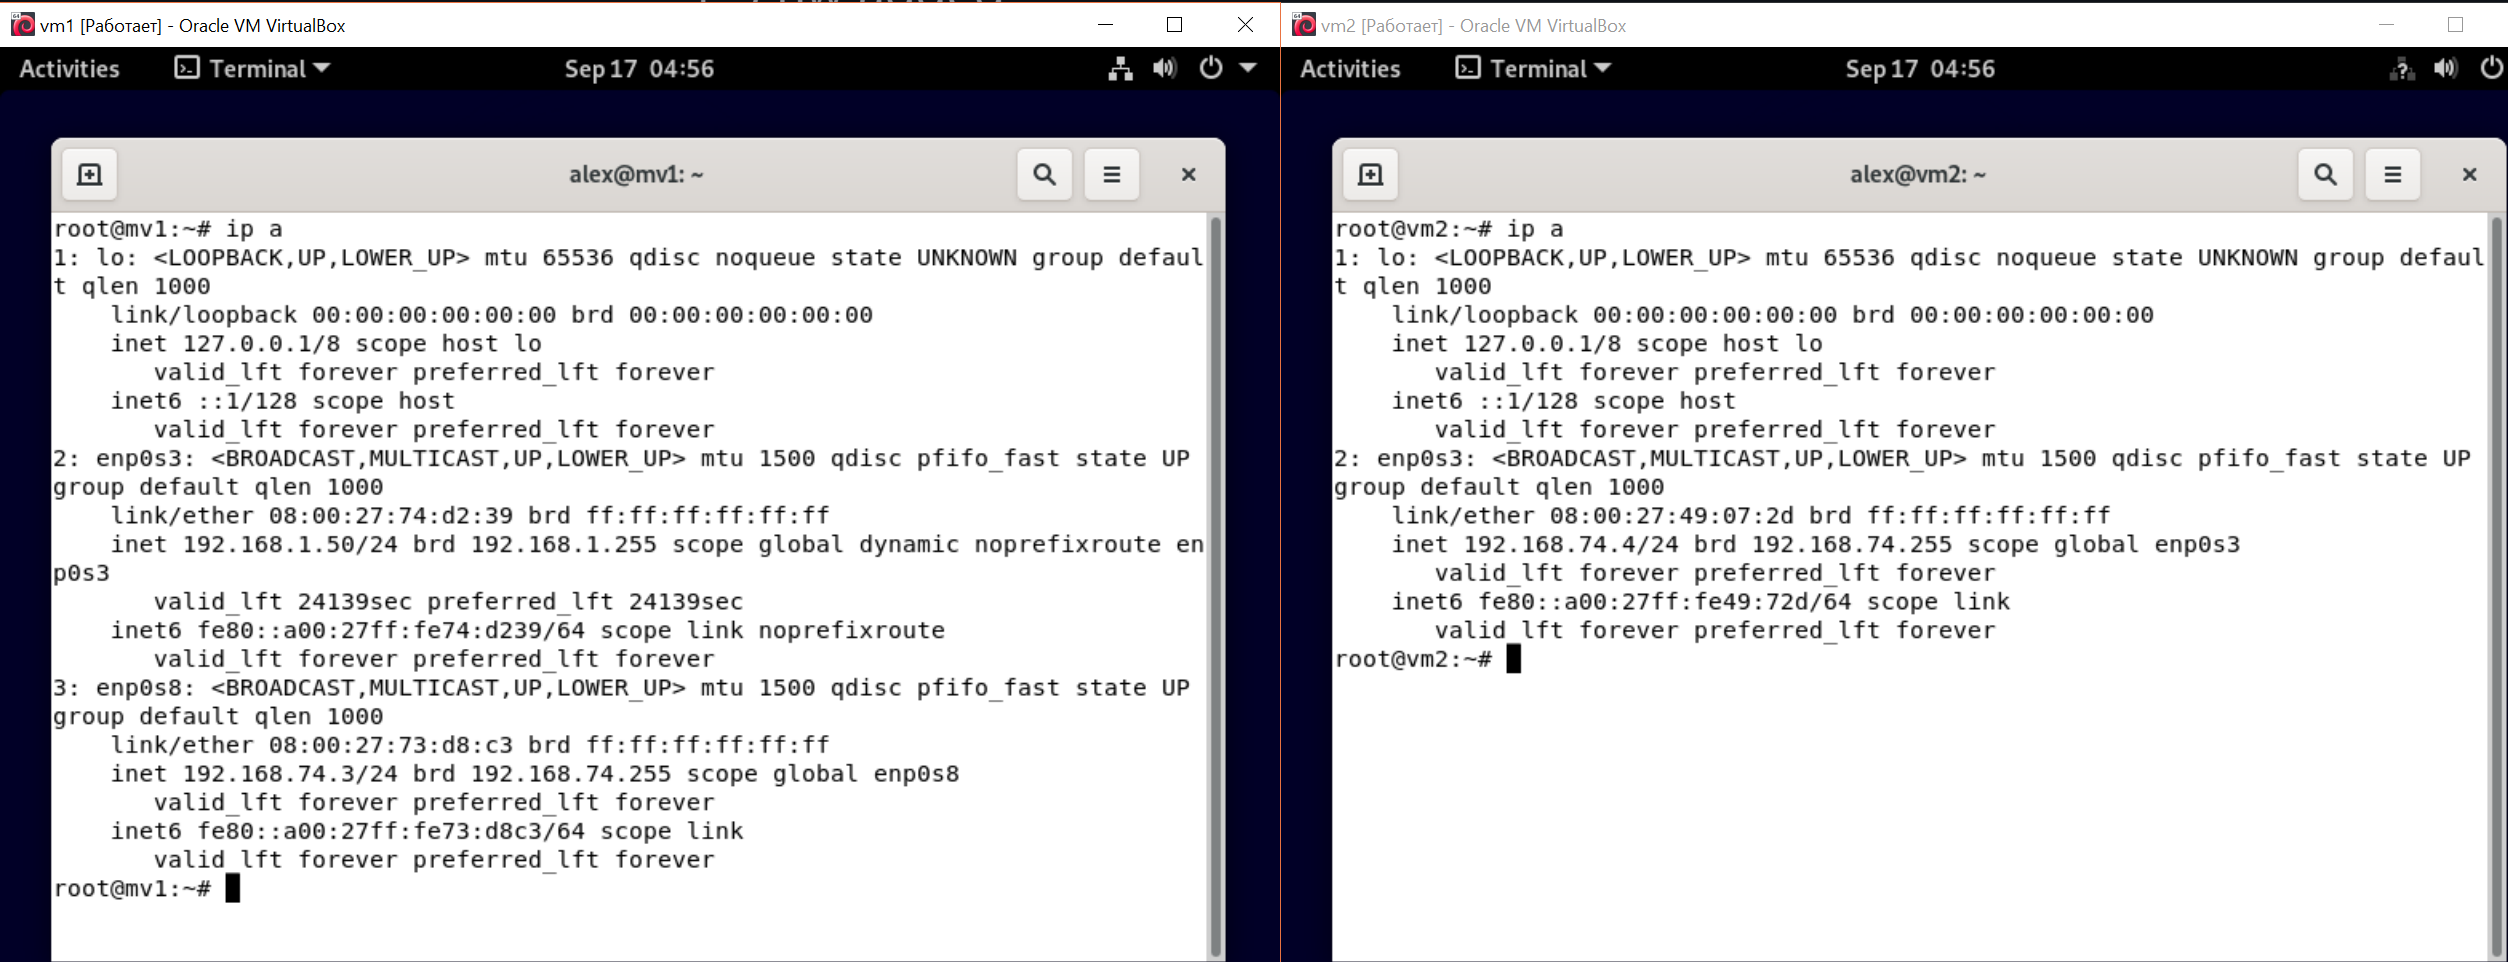 vm1 [Работает] - Oracle VM VirtualBox
Activities Terminal Sep 17 04:56
alex@mv1: ~
root@mv1:~# ip a
1: lo: <LOOPBACK,UP,LOWER_UP> mtu 65536 qdisc noqueue state UNKNOWN group defaul
t qlen 1000
    link/loopback 00:00:00:00:00:00 brd 00:00:00:00:00:00
    inet 127.0.0.1/8 scope host lo
       valid_lft forever preferred_lft forever
    inet6 ::1/128 scope host
       valid_lft forever preferred_lft forever
2: enp0s3: <BROADCAST,MULTICAST,UP,LOWER_UP> mtu 1500 qdisc pfifo_fast state UP
group default qlen 1000
    link/ether 08:00:27:74:d2:39 brd ff:ff:ff:ff:ff:ff
    inet 192.168.1.50/24 brd 192.168.1.255 scope global dynamic noprefixroute en
p0s3
       valid_lft 24139sec preferred_lft 24139sec
    inet6 fe80::a00:27ff:fe74:d239/64 scope link noprefixroute
       valid_lft forever preferred_lft forever
3: enp0s8: <BROADCAST,MULTICAST,UP,LOWER_UP> mtu 1500 qdisc pfifo_fast state UP
group default qlen 1000
    link/ether 08:00:27:73:d8:c3 brd ff:ff:ff:ff:ff:ff
    inet 192.168.74.3/24 brd 192.168.74.255 scope global enp0s8
       valid_lft forever preferred_lft forever
    inet6 fe80::a00:27ff:fe73:d8c3/64 scope link
       valid_lft forever preferred_lft forever
root@mv1:~#
vm2 [Работает] - Oracle VM VirtualBox
Activities Terminal Sep 17 04:56
alex@vm2: ~
root@vm2:~# ip a
1: lo: <LOOPBACK,UP,LOWER_UP> mtu 65536 qdisc noqueue state UNKNOWN group defaul
t qlen 1000
    link/loopback 00:00:00:00:00:00 brd 00:00:00:00:00:00
    inet 127.0.0.1/8 scope host lo
       valid_lft forever preferred_lft forever
    inet6 ::1/128 scope host
       valid_lft forever preferred_lft forever
2: enp0s3: <BROADCAST,MULTICAST,UP,LOWER_UP> mtu 1500 qdisc pfifo_fast state UP
group default qlen 1000
    link/ether 08:00:27:49:07:2d brd ff:ff:ff:ff:ff:ff
    inet 192.168.74.4/24 brd 192.168.74.255 scope global enp0s3
       valid_lft forever preferred_lft forever
    inet6 fe80::a00:27ff:fe49:72d/64 scope link
       valid_lft forever preferred_lft forever
root@vm2:~#